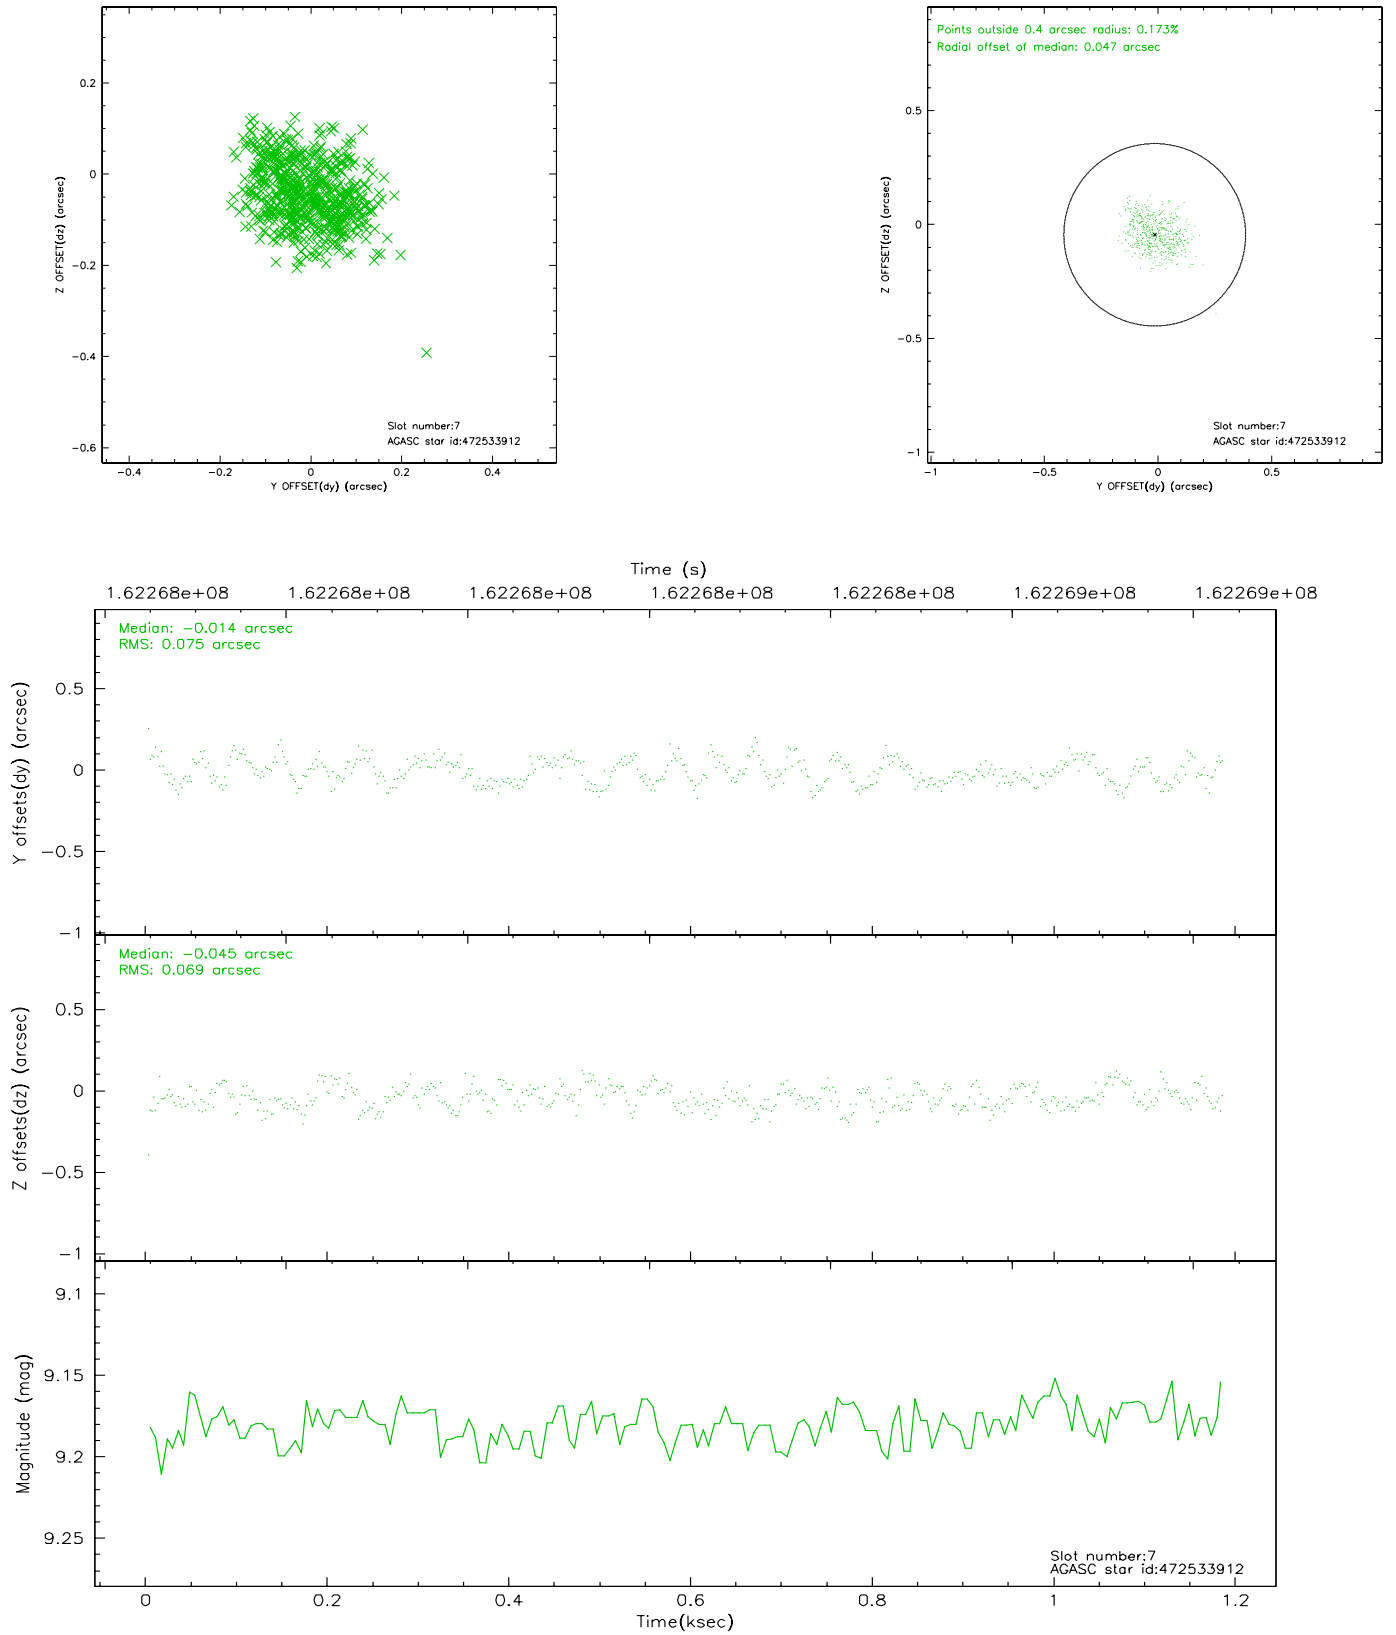 0.2
0
-0.2
-0.4
-0.6
Z OFFSET(dz) (arcsec)
Slot number:7
AGASC star id:472533912
-0.4 -0.2 0 0.2 0.4
Y OFFSET(dy) (arcsec)
Points outside 0.4 arcsec radius: 0.173%
Radial offset of median: 0.047 arcsec
0.5
0
-0.5
-1
Z OFFSET(dz) (arcsec)
Slot number:7
AGASC star id:472533912
-1 -0.5 0 0.5
Y OFFSET(dy) (arcsec)
Time (s)
1.62268e+08 1.62268e+08 1.62268e+08 1.62268e+08 1.62268e+08 1.62269e+08 1.62269e+08
Median: -0.014 arcsec
RMS: 0.075 arcsec
0.5
0
-0.5
-1
Y offsets(dy) (arcsec)
Median: -0.045 arcsec
RMS: 0.069 arcsec
0.5
0
-0.5
-1
Z offsets(dz) (arcsec)
9.1
9.15
9.2
9.25
Magnitude (mag)
Slot number:7
AGASC star id:472533912
0 0.2 0.4 0.6 0.8 1 1.2
Time(ksec)